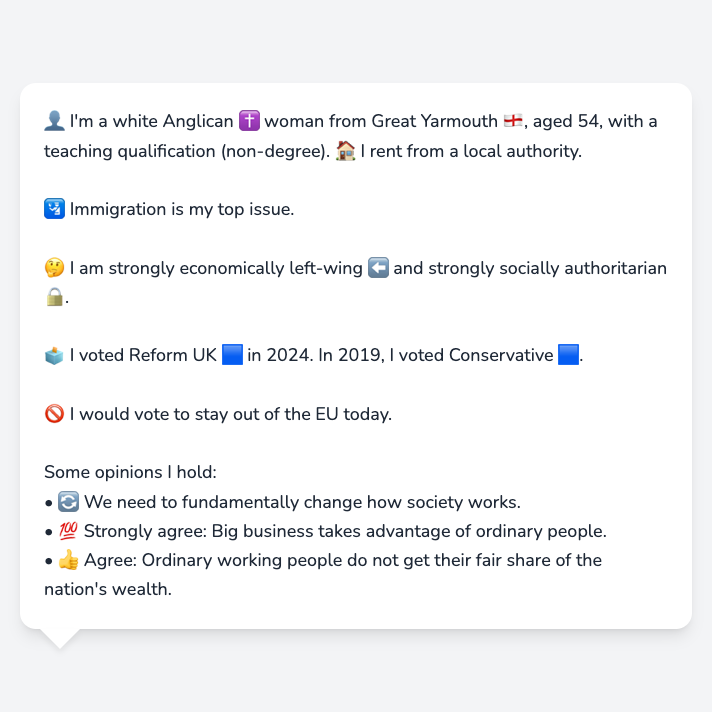 👤 I'm a white Anglican ✝️ woman from Great Yarmouth 🏴󠁧󠁢󠁥󠁮󠁧󠁿, aged 54, with a
teaching qualification (non-degree). 🏠 I rent from a local authority.
🛂 Immigration is my top issue.
🤔 I am strongly economically left-wing ⬅️ and strongly socially authoritarian
🔒.
🗳️ I voted Reform UK 🟦 in 2024. In 2019, I voted Conservative 🟦.
🚫 I would vote to stay out of the EU today.
Some opinions I hold:
• 🔄 We need to fundamentally change how society works.
• 💯 Strongly agree: Big business takes advantage of ordinary people.
• 👍 Agree: Ordinary working people do not get their fair share of the
nation's wealth.